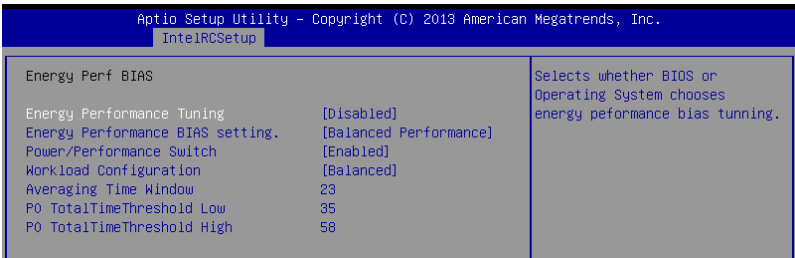 Aptio Setup Utility – Copyright (C) 2013 American Megatrends, Inc.
IntelRCSetup
Energy Perf BIAS
Energy Performance Tuning [Disabled]
Energy Performance BIAS setting. [Balanced Performance]
Power/Performance Switch [Enabled]
Workload Configuration [Balanced]
Averaging Time Window 23
P0 TotalTimeThreshold Low 35
P0 TotalTimeThreshold High 58
Selects whether BIOS or
Operating System chooses
energy peformance bias tunning.